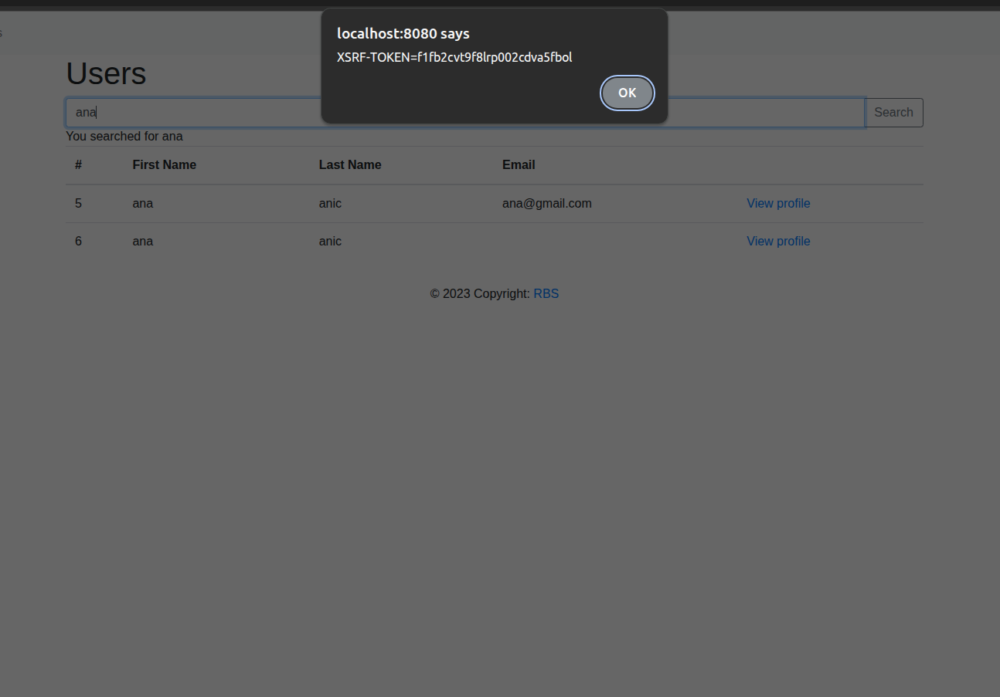 localhost:8080 says
XSRF-TOKEN=f1fb2cvt9f8lrp002cdva5fbol
OK
Users
ana
Search
You searched for ana
# First Name Last Name Email
5 ana anic ana@gmail.com View profile
6 ana anic View profile
© 2023 Copyright: RBS